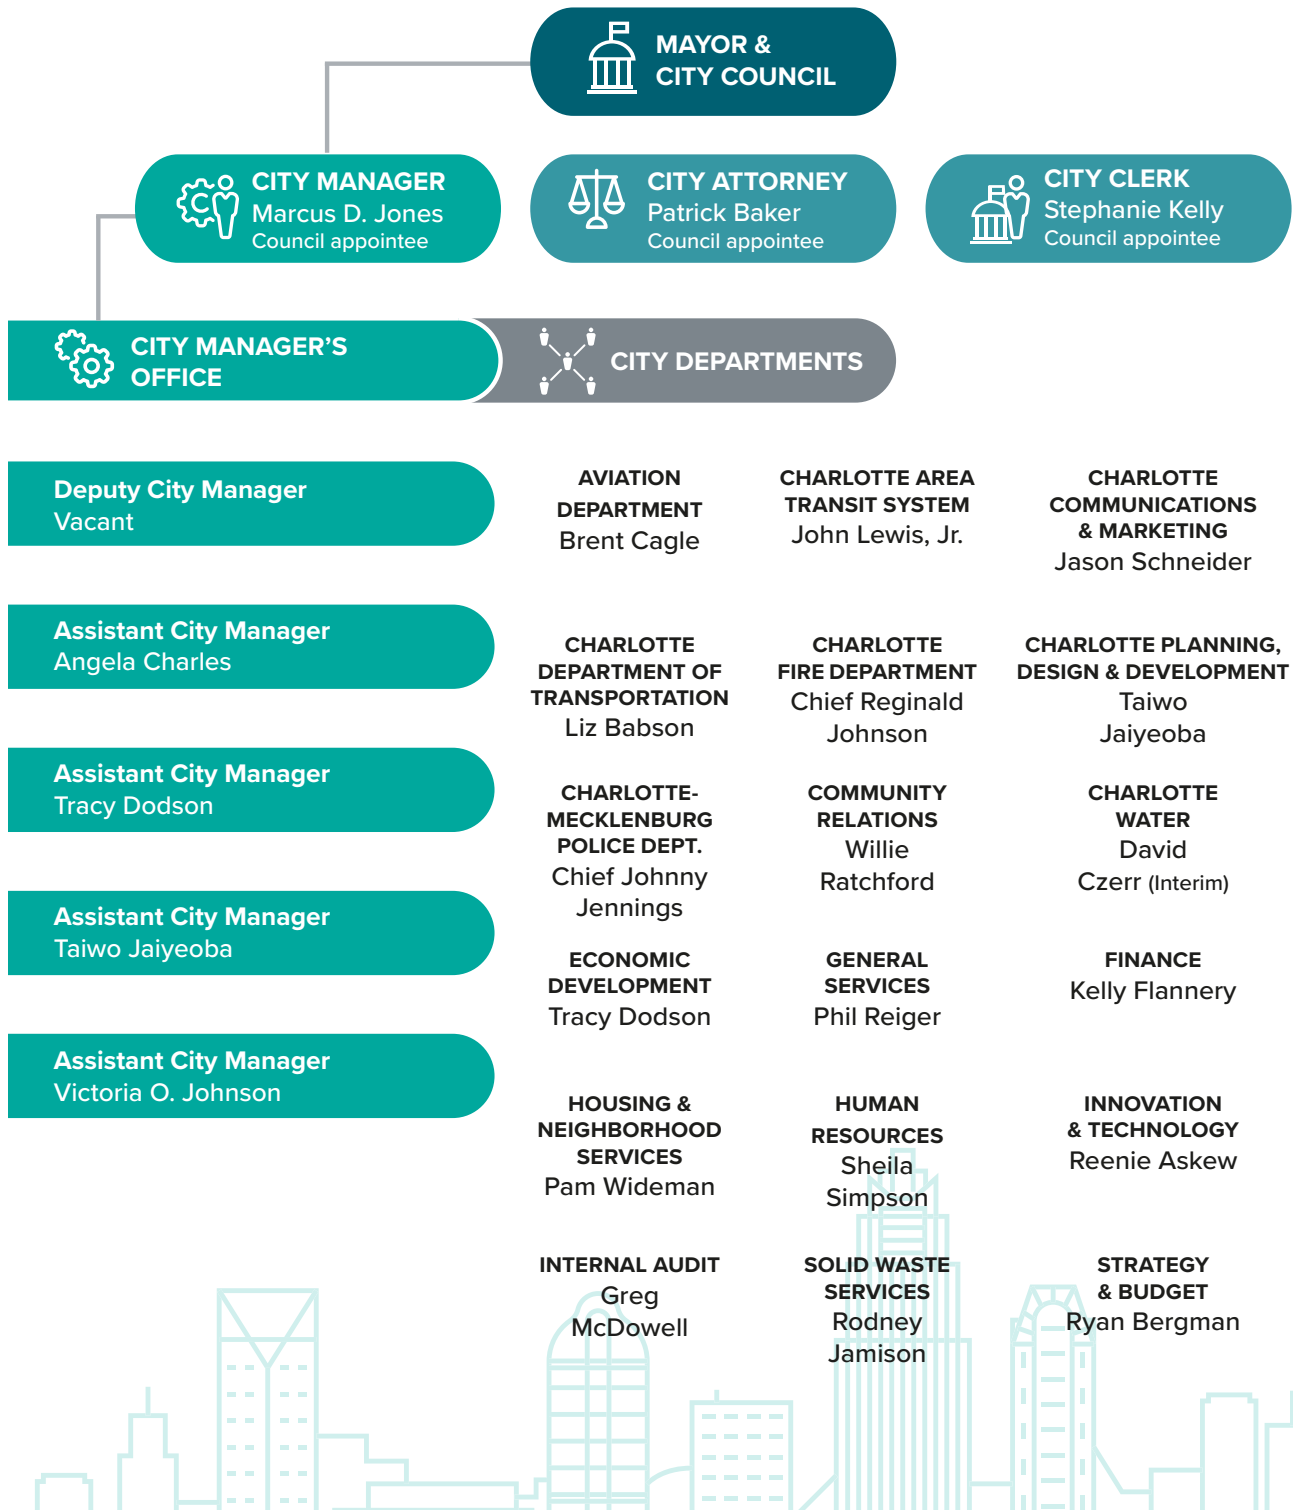 MAYOR &
CITY COUNCIL
CITY MANAGER
Marcus D. Jones
Council appointee
CITY ATTORNEY
Patrick Baker
Council appointee
CITY CLERK
Stephanie Kelly
Council appointee
CITY MANAGER'S
OFFICE
CITY DEPARTMENTS
Deputy City Manager
Vacant
Assistant City Manager
Angela Charles
Assistant City Manager
Tracy Dodson
Assistant City Manager
Taiwo Jaiyeoba
Assistant City Manager
Victoria O. Johnson
AVIATION
DEPARTMENT
Brent Cagle
CHARLOTTE AREA
TRANSIT SYSTEM
John Lewis, Jr.
CHARLOTTE
COMMUNICATIONS
& MARKETING
Jason Schneider
CHARLOTTE
DEPARTMENT OF
TRANSPORTATION
Liz Babson
CHARLOTTE
FIRE DEPARTMENT
Chief Reginald
Johnson
CHARLOTTE PLANNING,
DESIGN & DEVELOPMENT
Taiwo
Jaiyeoba
CHARLOTTE-
MECKLENBURG
POLICE DEPT.
Chief Johnny
Jennings
COMMUNITY
RELATIONS
Willie
Ratchford
CHARLOTTE
WATER
David
Czerr (Interim)
ECONOMIC
DEVELOPMENT
Tracy Dodson
GENERAL
SERVICES
Phil Reiger
FINANCE
Kelly Flannery
HOUSING &
NEIGHBORHOOD
SERVICES
Pam Wideman
HUMAN
RESOURCES
Sheila
Simpson
INNOVATION
& TECHNOLOGY
Reenie Askew
INTERNAL AUDIT
Greg
McDowell
SOLID WASTE
SERVICES
Rodney
Jamison
STRATEGY
& BUDGET
Ryan Bergman